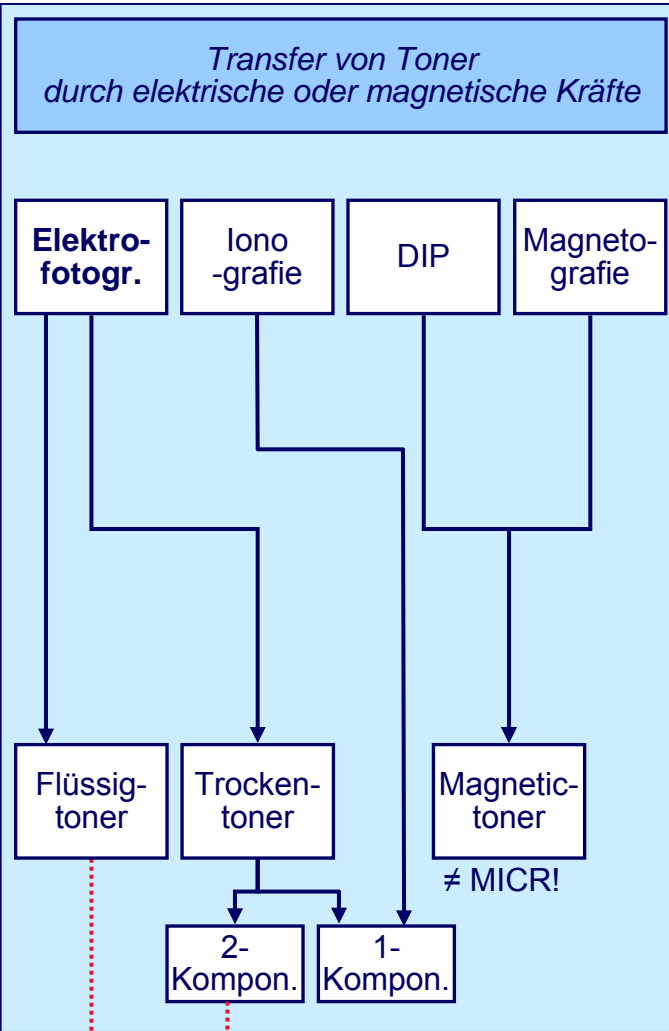 Transfer von Toner
durch elektrische oder magnetische Kräfte
Elektro-
fotogr.
Iono
-grafie
DIP
Magneto-
grafie
Flüssig-
toner
Trocken-
toner
Magnetic-
toner
≠ MICR!
2-
Kompon.
1-
Kompon.